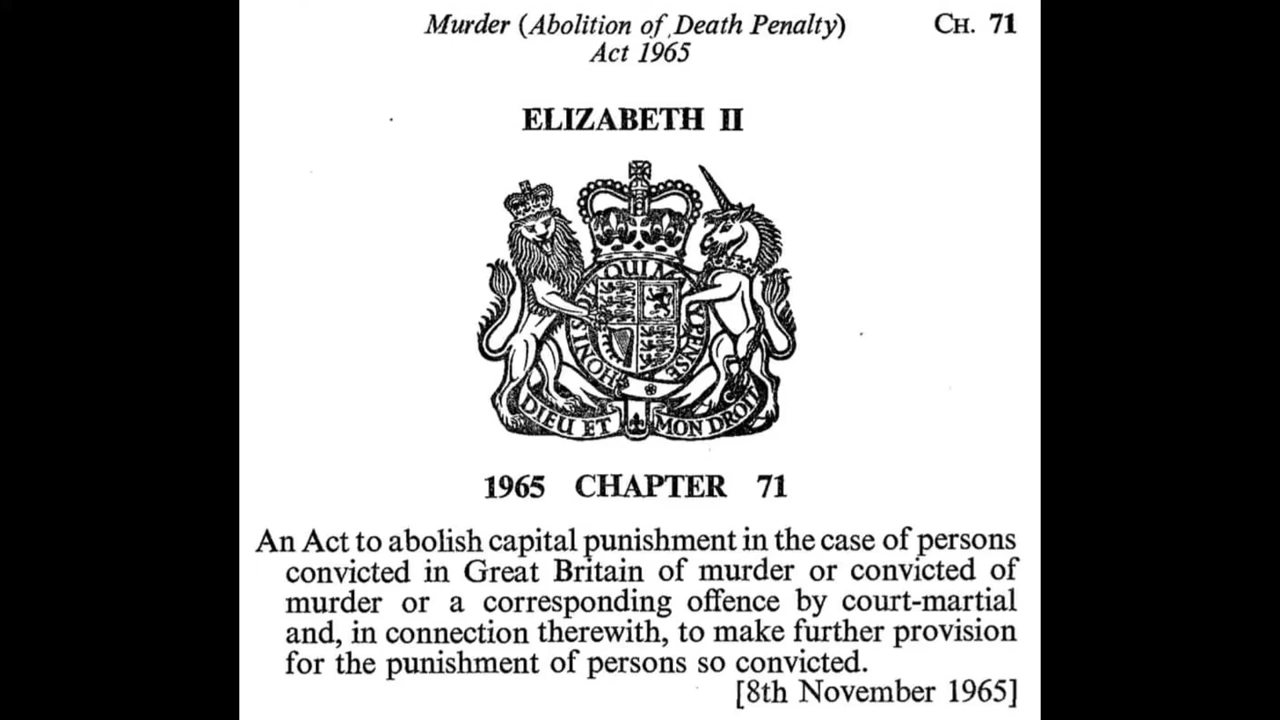 Murder (Abolition of Death Penalty) CH. 71
Act 1965
ELIZABETH II
QUI M
HONI S
Y PENSE
DIEU ET MON DROIT
1965 CHAPTER 71
An Act to abolish capital punishment in the case of persons
convicted in Great Britain of murder or convicted of
murder or a corresponding offence by court-martial
and, in connection therewith, to make further provision
for the punishment of persons so convicted.
[8th November 1965]